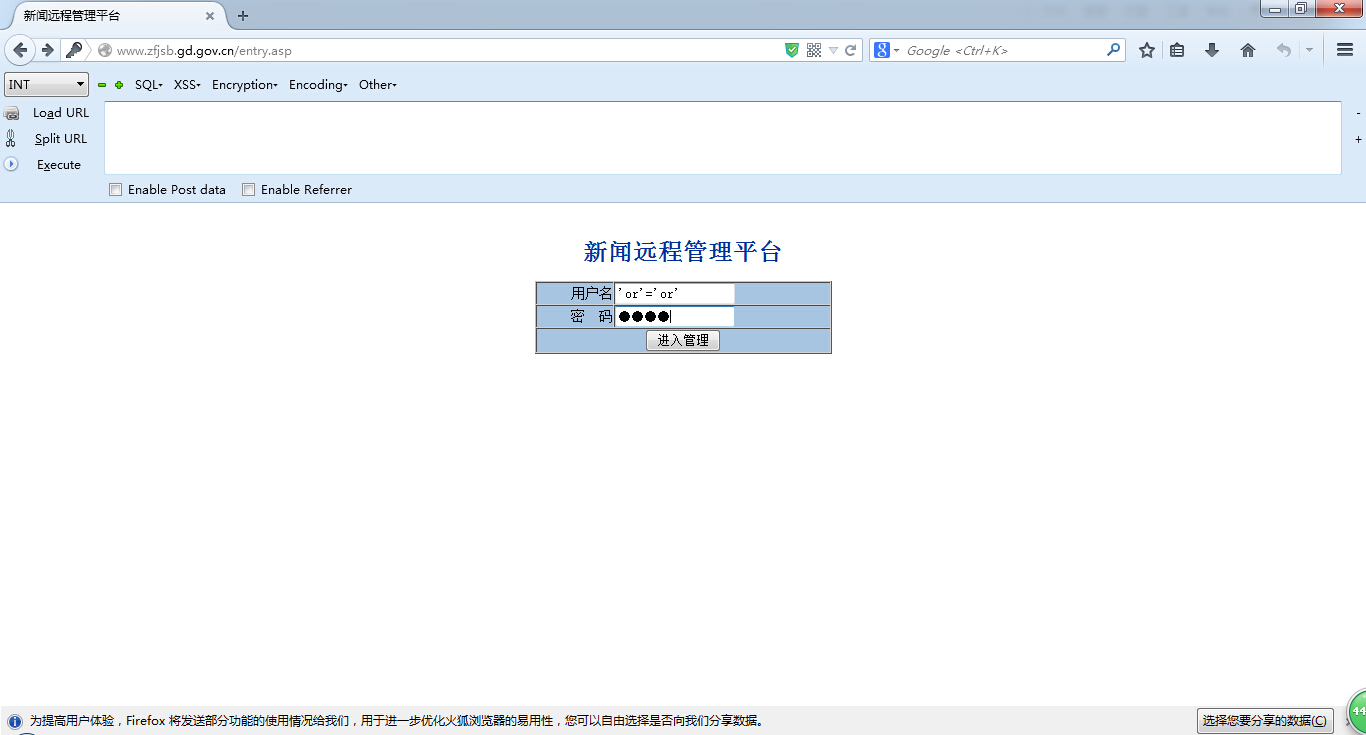 新闻远程管理平台
www.zfjsb.gd.gov.cn/entry.asp
Google <Ctrl+K>
INT SQL XSS Encryption Encoding Other
Load URL
Split URL
Execute
Enable Post data Enable Referrer
新闻远程管理平台
用户名 'or'='or'
密 码 ●●●●
进入管理
为提高用户体验，Firefox 将发送部分功能的使用情况给我们，用于进一步优化火狐浏览器的易用性，您可以自由选择是否向我们分享数据。
选择您要分享的数据(C)
44